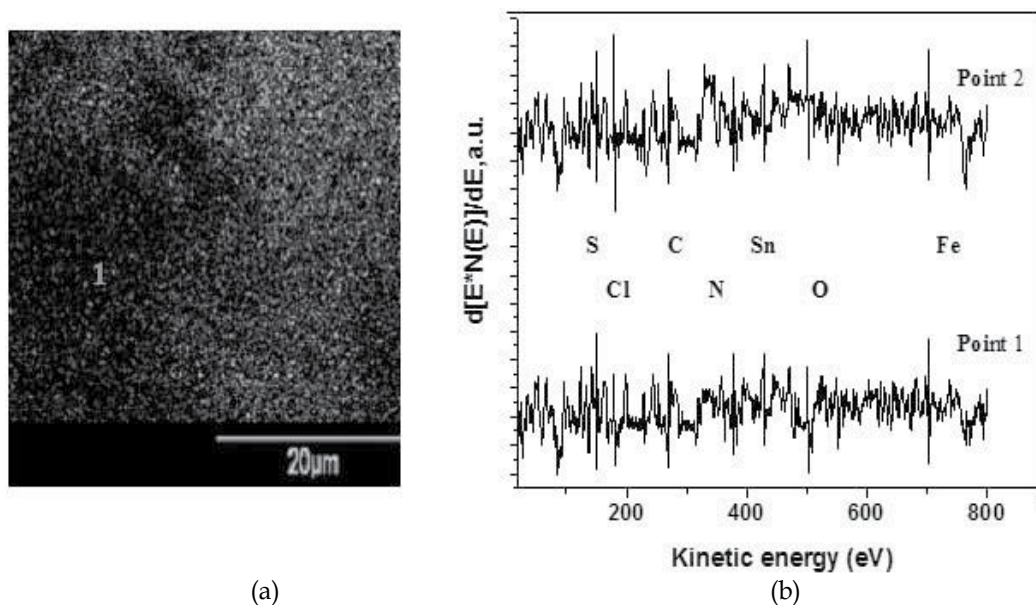 1
20µm
(a)
d[E*N(E)]/dE,a.u.
Point 2
S C Sn Fe
Cl N O
Point 1
200 400 600 800
Kinetic energy (eV)
(b)